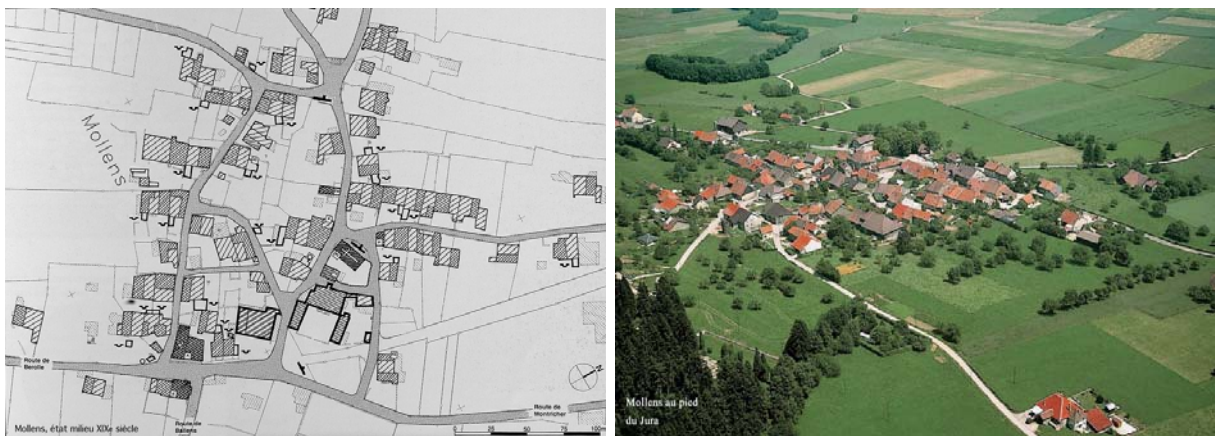 Mollens
Route de
Berolle
Route de
Ballens
Route de
Montricher
N
Mollens, état milieu XIXe siècle
0 25 50 75 100m
Mollens au pied
du Jura